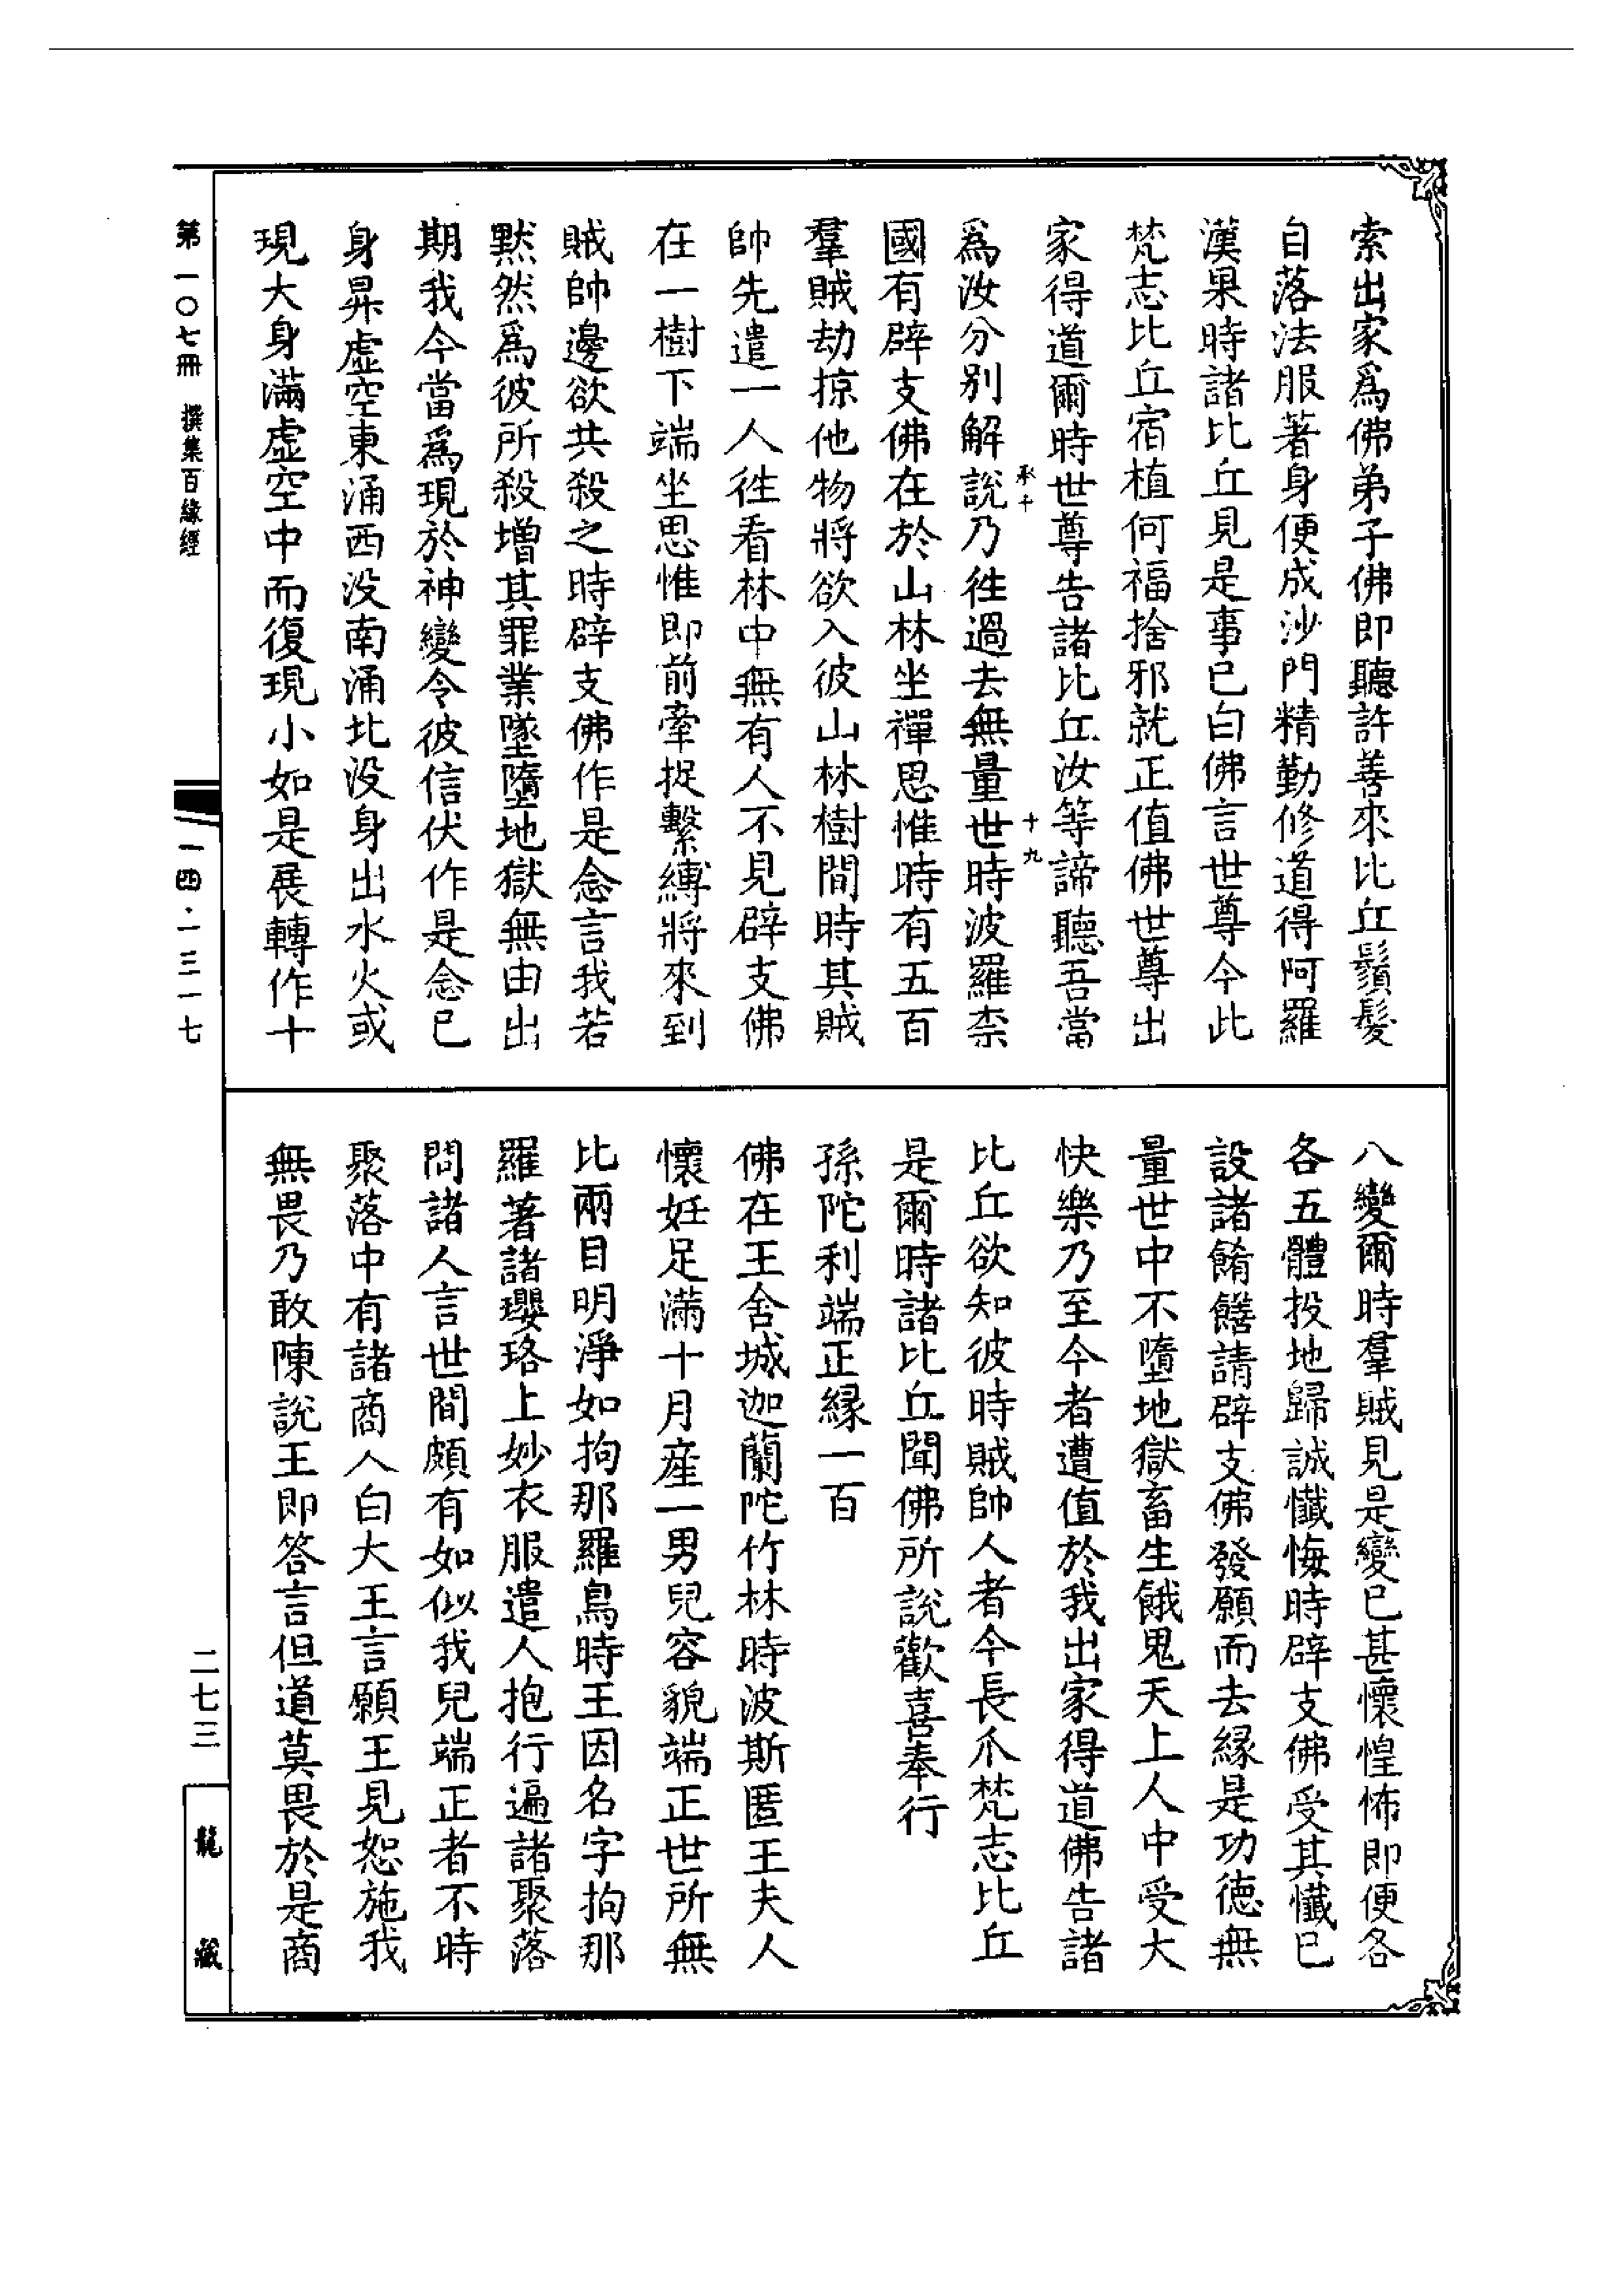 索出家爲佛弟子佛即聽許善來比丘鬚髮
自落法服著身便成沙門精勤修道得阿羅
漢果時諸比丘見是事已白佛言世尊今此
梵志比丘宿植何福捨邪就正值佛世尊出
家得道爾時世尊告諸比丘汝等諦聽吾當
承十
十九
爲汝分別解說乃徃過去無量世時波羅柰
國有辟支佛在於山林坐禪思惟時有五百
羣賊劫掠他物將欲入彼山林樹間時其賊
帥先遣一人徃看林中無有人不見辟支佛
在一樹下端坐思惟即前牽捉繫縛將來到
賊帥邊欲共殺之時辟支佛作是念言我若
默然爲彼所殺增其罪業墜墮地獄無由出
期我今當爲現於神變令彼信伏作是念已
身昇虛空東涌西没南涌北没身出水火或
現大身滿虛空中而復現小如是展轉作十
八變爾時羣賊見是變已甚懷惶怖即便各
各五體投地歸誠懺悔時辟支佛受其懺已
設諸餚饍請辟支佛發願而去緣是功德無
量世中不墮地獄畜生餓鬼天上人中受大
快樂乃至今者遭值於我出家得道佛告諸
比丘欲知彼時賊帥人者今長爪梵志比丘
是爾時諸比丘聞佛所說歡喜奉行
孫陀利端正緣一百
佛在王舍城迦蘭陀竹林時波斯匿王夫人
懷妊足滿十月産一男兒容貌端正世所無
比兩目明淨如拘那羅鳥時王因名字拘那
羅著諸瓔珞上妙衣服遣人抱行遍諸聚落
問諸人言世間頗有如似我兒端正者不時
聚落中有諸商人白大王言願王見恕施我
無畏乃敢陳說王即答言但道莫畏於是商
第一〇七冊 撰集百緣經
一四·一三一七
二七三
龍藏